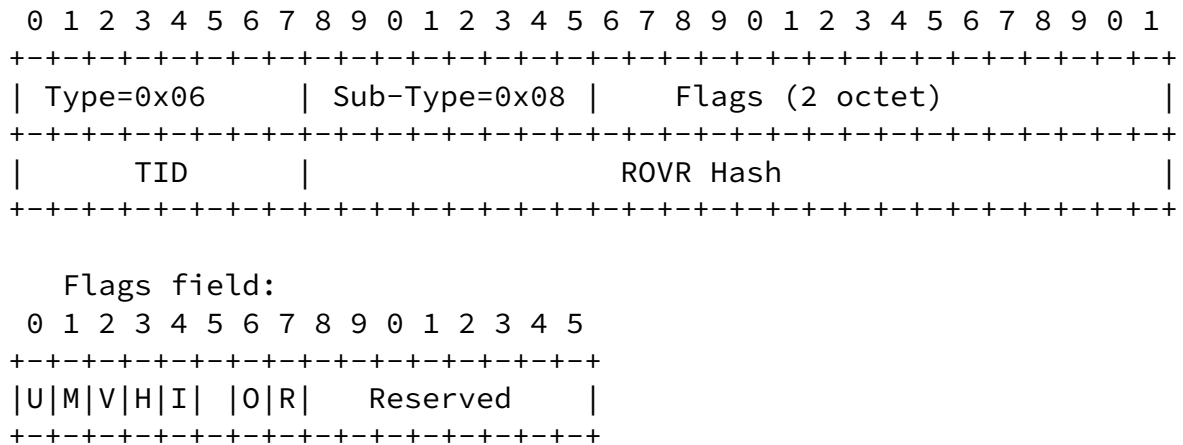 0 1 2 3 4 5 6 7 8 9 0 1 2 3 4 5 6 7 8 9 0 1 2 3 4 5 6 7 8 9 0 1
+-+-+-+-+-+-+-+-+-+-+-+-+-+-+-+-+-+-+-+-+-+-+-+-+-+-+-+-+-+-+-+-+
| Type=0x06     | Sub-Type=0x08 |    Flags (2 octet)            |
+-+-+-+-+-+-+-+-+-+-+-+-+-+-+-+-+-+-+-+-+-+-+-+-+-+-+-+-+-+-+-+-+
|      TID      |                 ROVR Hash                     |
+-+-+-+-+-+-+-+-+-+-+-+-+-+-+-+-+-+-+-+-+-+-+-+-+-+-+-+-+-+-+-+-+
   Flags field:
 0 1 2 3 4 5 6 7 8 9 0 1 2 3 4 5
+-+-+-+-+-+-+-+-+-+-+-+-+-+-+-+-+
|U|M|V|H|I| |O|R|   Reserved    |
+-+-+-+-+-+-+-+-+-+-+-+-+-+-+-+-+